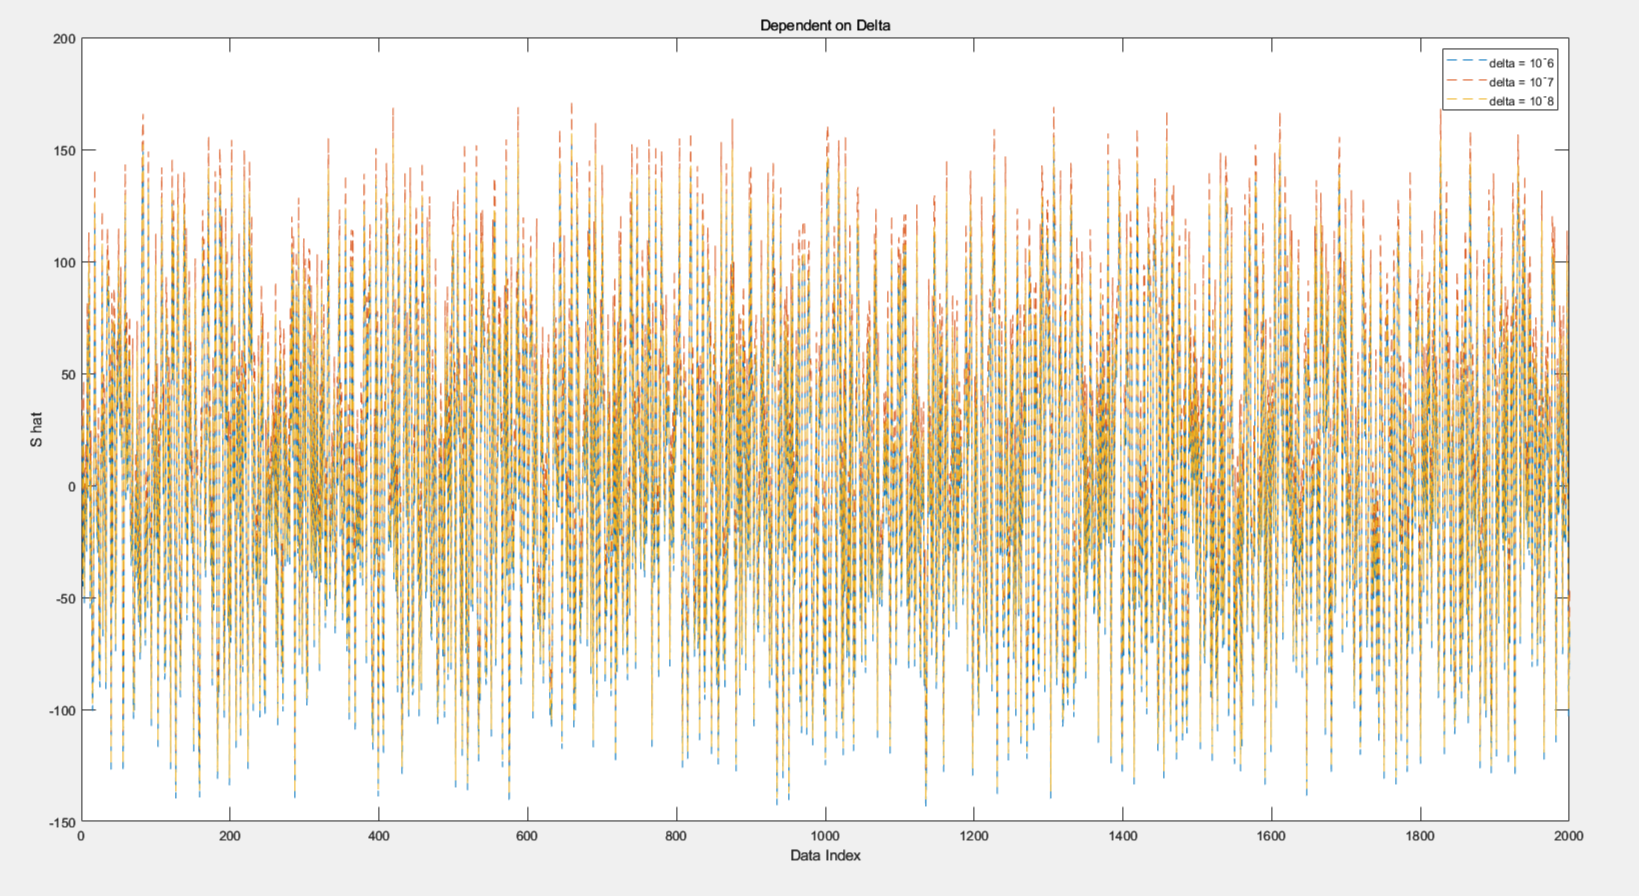 Dependent on Delta
200
150
100
50
0
-50
-100
-150
S hat
delta = 10^-6
delta = 10^-7
delta = 10^-8
0 200 400 600 800 1000 1200 1400 1600 1800 2000
Data Index